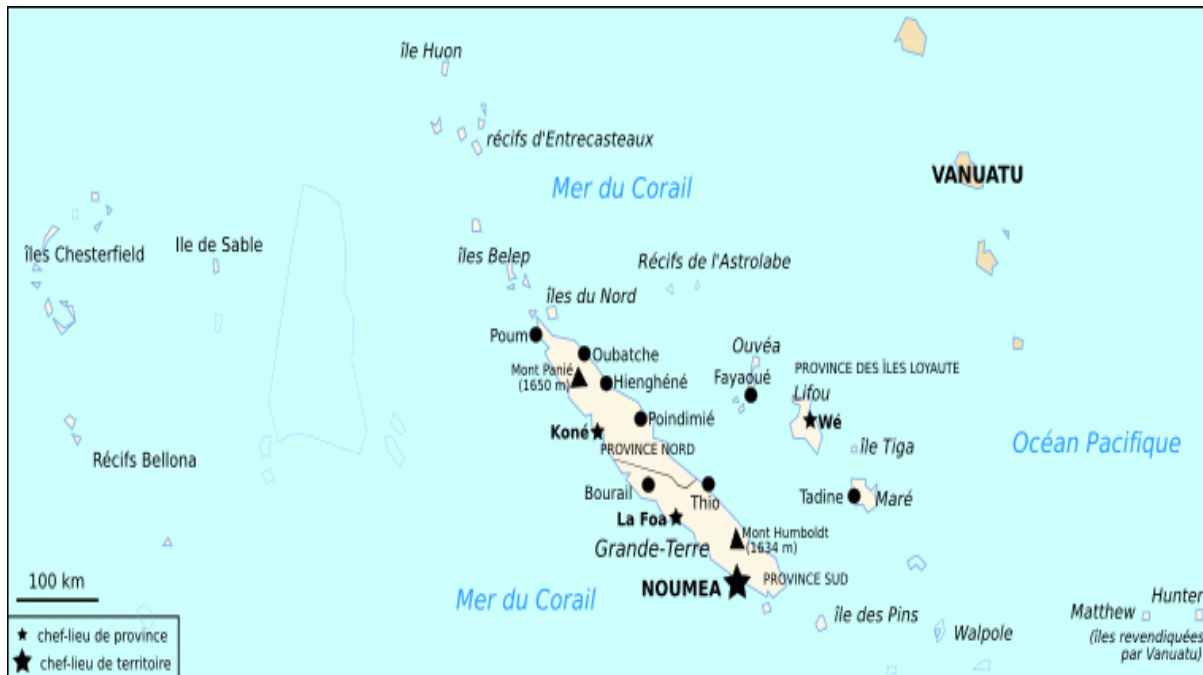 île Huon
récifs d'Entrecasteaux
Mer du Corail
VANUATU
îles Chesterfield
Ile de Sable
îles Belep
Récifs de l'Astrolabe
îles du Nord
Poum
Oubatche
Ouvéa
Mont Panié
(1650 m)
Hienghéné
Fayaoué
PROVINCE DES ÎLES LOYAUTE
Lifou
Poindimié
Wé
Koné
PROVINCE NORD
île Tiga
Océan Pacifique
Récifs Bellona
Bourail
Thio
Tadine
Maré
La Foa
Mont Humboldt
(1634 m)
Grande-Terre
100 km
NOUMEA
PROVINCE SUD
Mer du Corail
île des Pins
Walpole
Hunter
Matthew
(îles revendiquées
par Vanuatu)
chef-lieu de province
chef-lieu de territoire